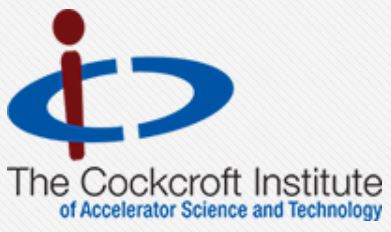 The Cockcroft Institute
of Accelerator Science and Technology